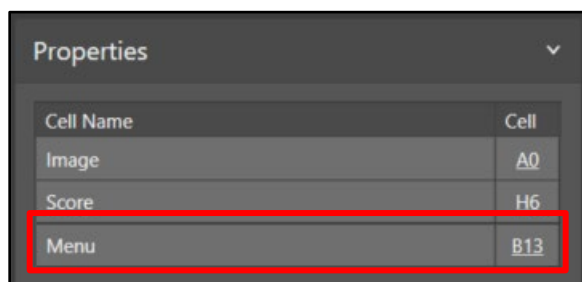 Properties
Cell Name Cell
Image A0
Score H6
Menu B13